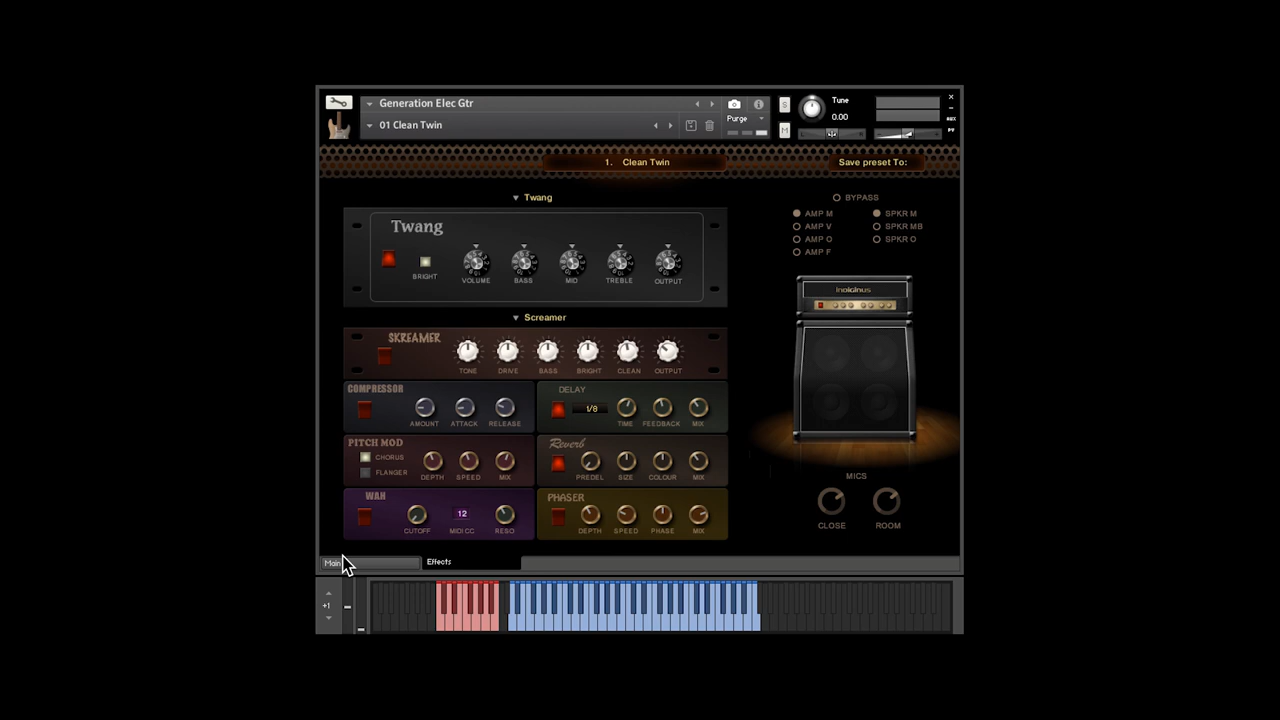 Generation Elec Gtr
01 Clean Twin
Purge
S
M
Tune
0.00
AUX
PV
1. Clean Twin
Save preset To:
Twang
Twang
BRIGHT
VOLUME BASS MID TREBLE OUTPUT
BYPASS
AMP M SPKR M
AMP V SPKR MB
AMP O SPKR O
AMP F
indiginus
Screamer
SKREAMER
TONE DRIVE BASS BRIGHT CLEAN OUTPUT
COMPRESSOR
AMOUNT ATTACK RELEASE
DELAY
1/8
TIME FEEDBACK MIX
PITCH MOD
CHORUS
FLANGER
DEPTH SPEED MIX
Reverb
PREDEL SIZE COLOUR MIX
WAH
12
CUTOFF MIDI CC RESO
PHASER
DEPTH SPEED PHASE MIX
MICS
CLOSE ROOM
Main Effects
+1